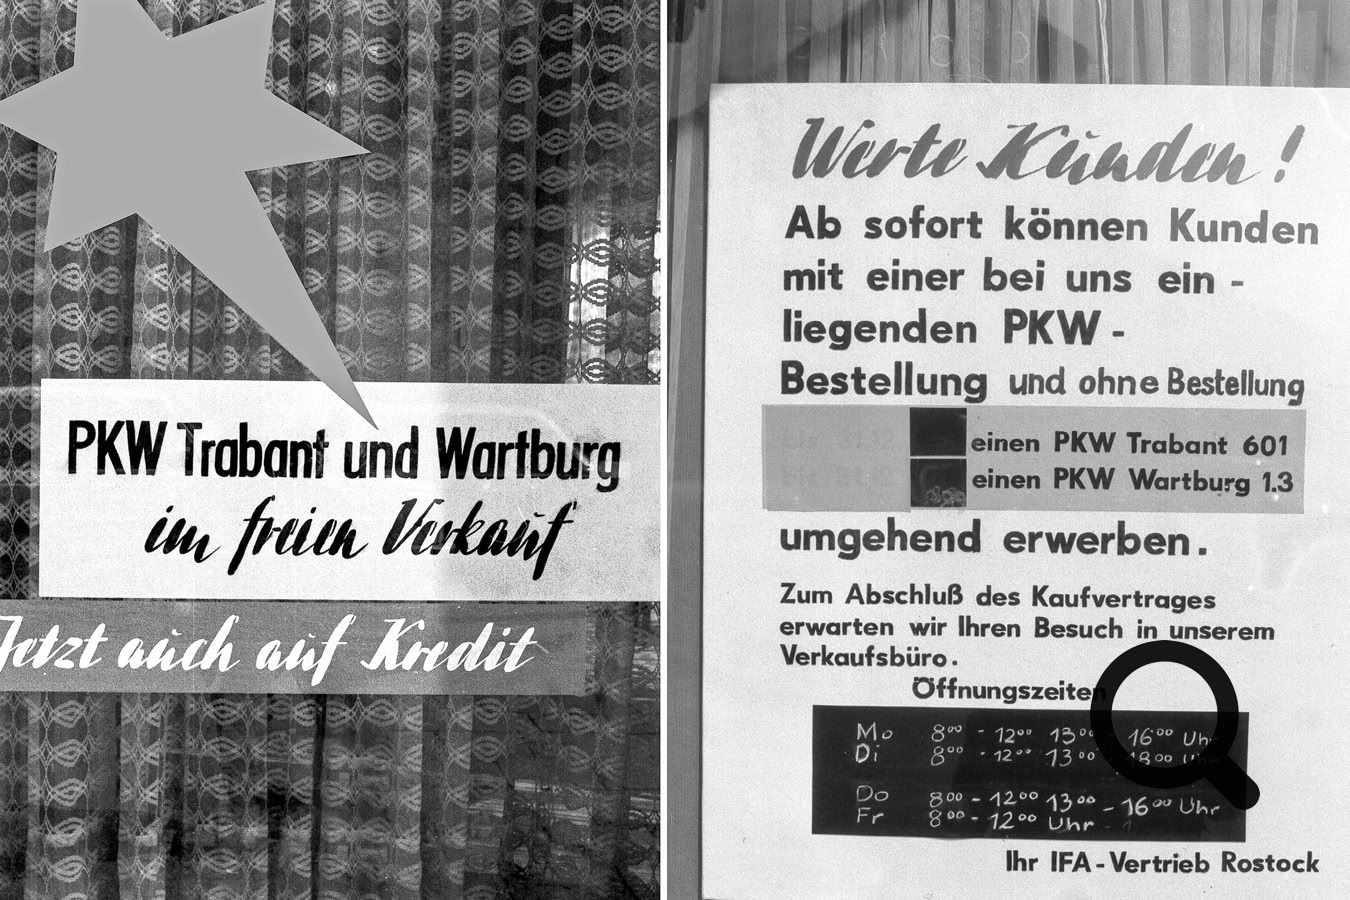 PKW Trabant und Wartburg
im freien Verkauf
Jetzt auch auf Kredit
Werte Kunden!
Ab sofort können Kunden
mit einer bei uns ein -
liegenden PKW -
Bestellung und ohne Bestellung
einen PKW Trabant 601
einen PKW Wartburg 1.3
umgehend erwerben.
Zum Abschluß des Kaufvertrages
erwarten wir Ihren Besuch in unserem
Verkaufsbüro.
Öffnungszeiten
Mo 8⁰⁰ - 12⁰⁰ 13⁰⁰ - 16⁰⁰ Uhr
Di 8⁰⁰ - 12⁰⁰ 13⁰⁰ 18⁰⁰ Uhr
Do 8⁰⁰ - 12⁰⁰ 13⁰⁰ - 16⁰⁰ Uhr
Fr 8⁰⁰ - 12⁰⁰ Uhr
Ihr IFA-Vertrieb Rostock